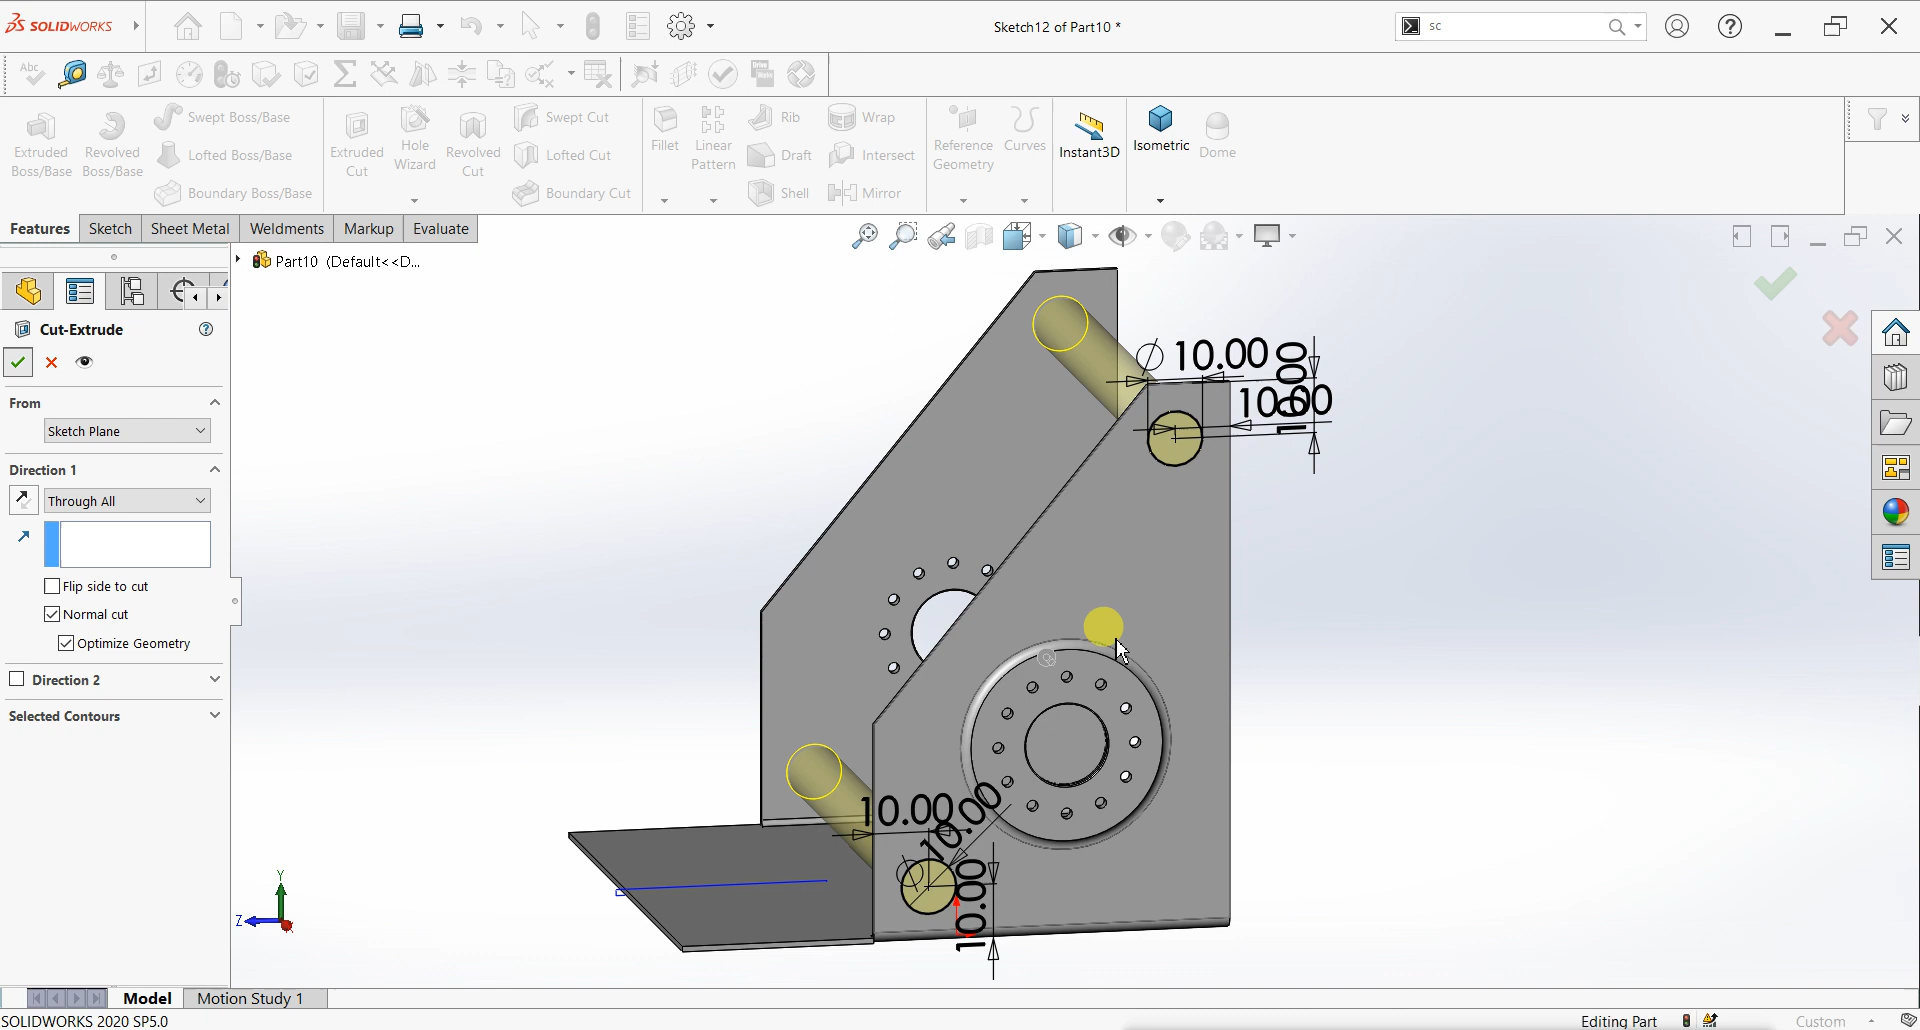 SOLIDWORKS
Sketch12 of Part10 *
sc
Abc
Extruded Boss/Base
Revolved Boss/Base
Swept Boss/Base
Lofted Boss/Base
Boundary Boss/Base
Extruded Cut
Hole Wizard
Revolved Cut
Swept Cut
Lofted Cut
Boundary Cut
Fillet
Linear Pattern
Rib
Draft
Shell
Wrap
Intersect
Mirror
Reference Geometry
Curves
Instant3D
Isometric
Dome
Features
Sketch
Sheet Metal
Weldments
Markup
Evaluate
Part10 (Default<<D...
Cut-Extrude
From
Sketch Plane
Direction 1
Through All
Flip side to cut
Normal cut
Optimize Geometry
Direction 2
Selected Contours
∅ 10.00
10.00
10.00
10.00
∅10.00
10.00
Y
Z
Model
Motion Study 1
SOLIDWORKS 2020 SP5.0
Editing Part
Custom